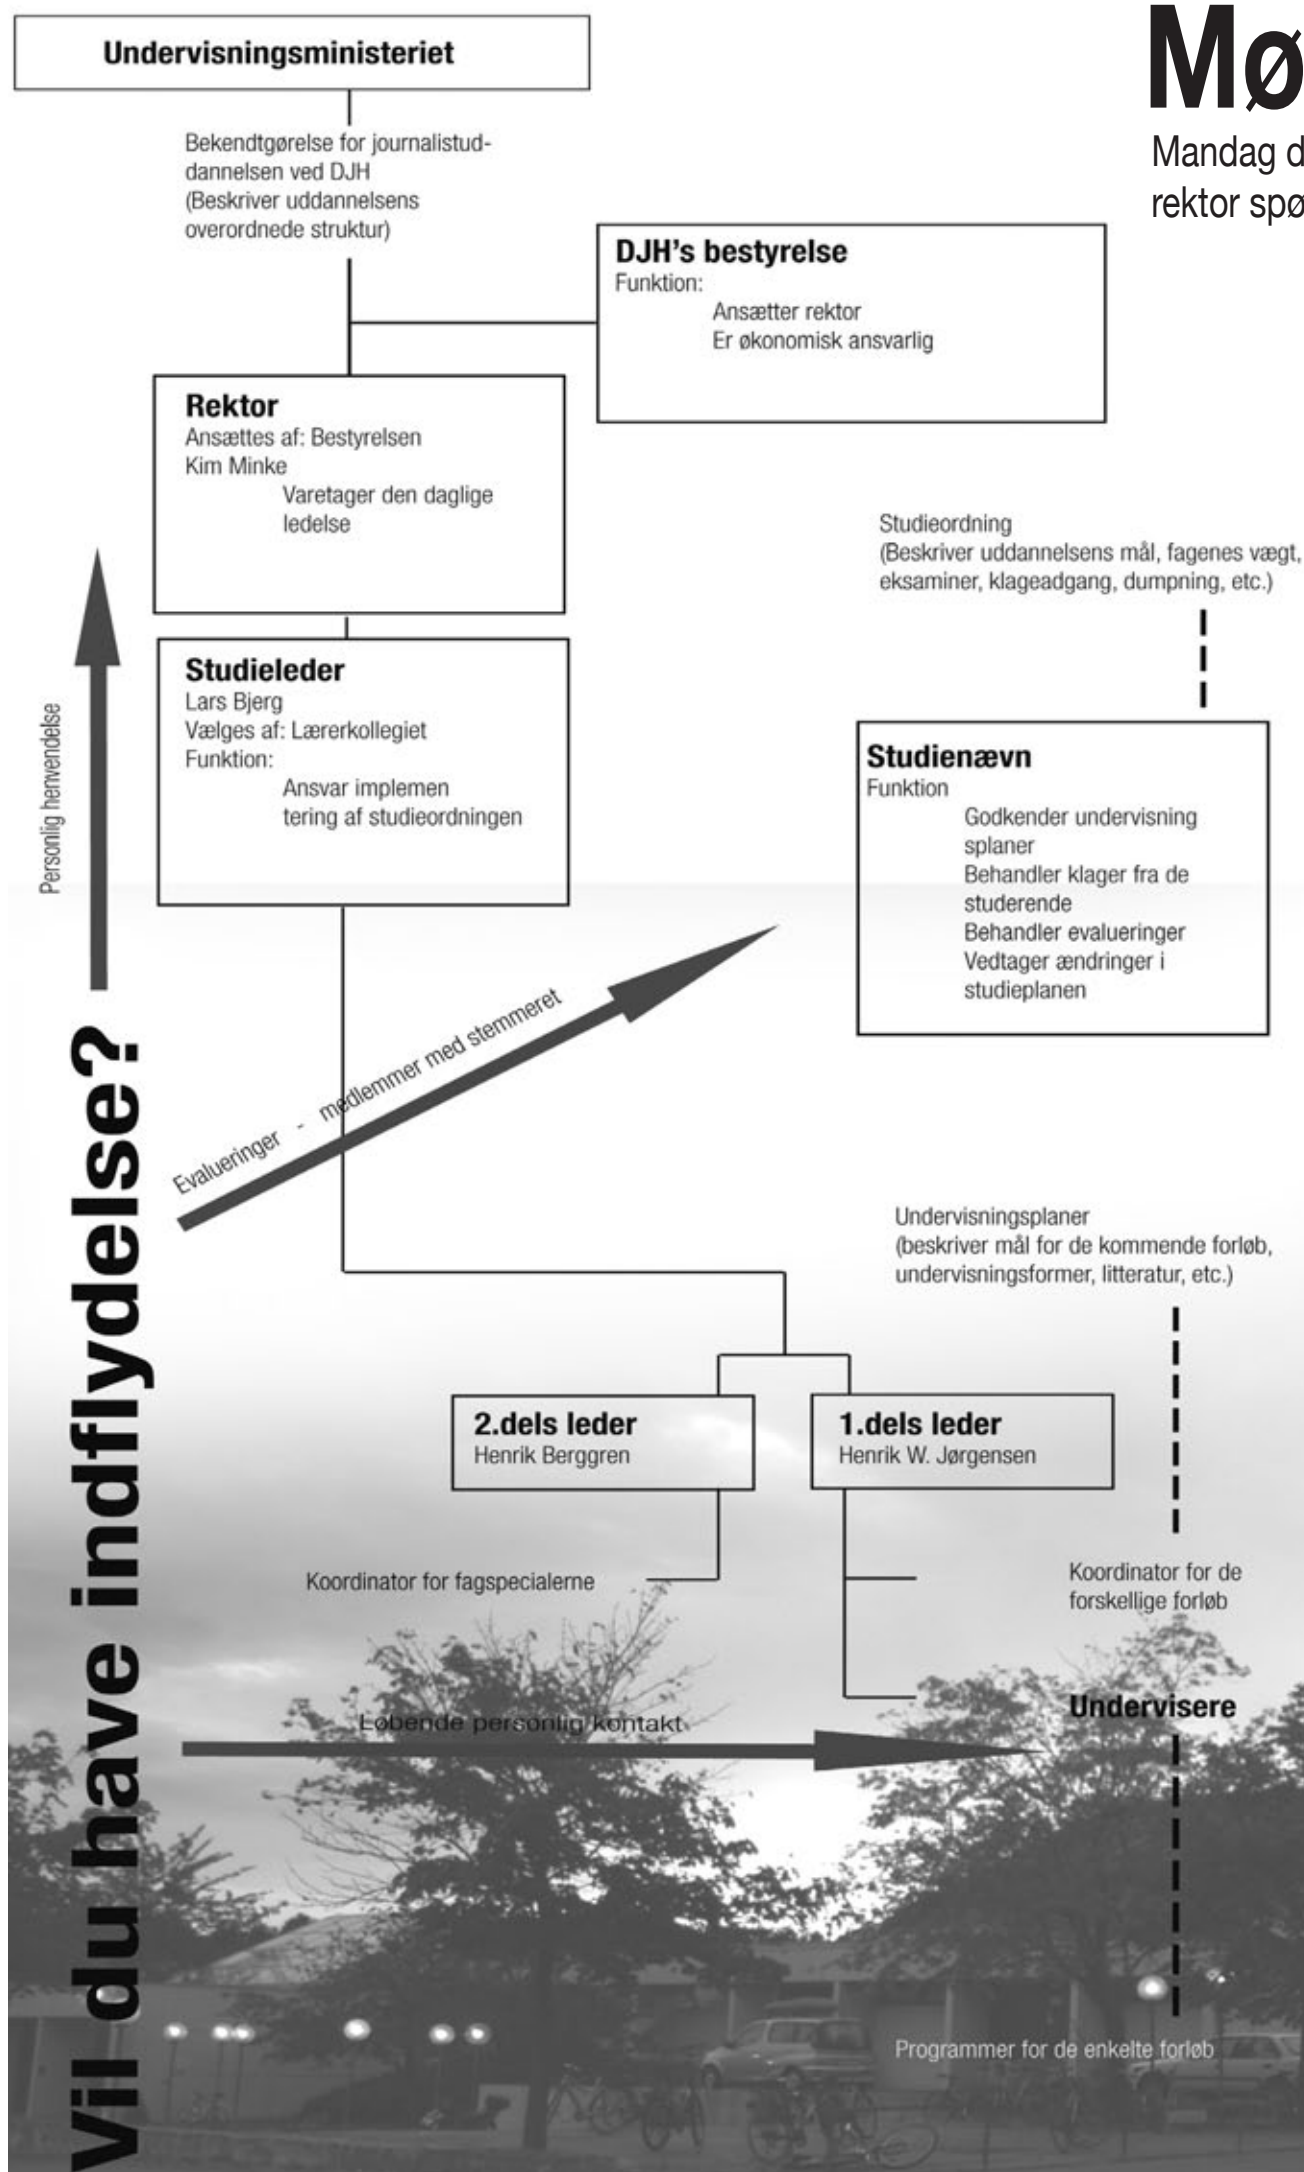 Undervisningsministeriet
Bekendtgørelse for journalistud-
dannelsen ved DJH
(Beskriver uddannelsens
overordnede struktur)
Mø
Mandag d
rektor spø
DJH's bestyrelse
Funktion:
Ansætter rektor
Er økonomisk ansvarlig
Rektor
Ansættes af: Bestyrelsen
Kim Minke
Varetager den daglige
ledelse
Studieordning
(Beskriver uddannelsens mål, fagenes vægt,
eksaminer, klageadgang, dumpning, etc.)
Studieleder
Lars Bjerg
Vælges af: Lærerkollegiet
Funktion:
Ansvar implemen
tering af studieordningen
Personlig henvendelse
Studienævn
Funktion
Godkender undervisning
splaner
Behandler klager fra de
studerende
Behandler evalueringer
Vedtager ændringer i
studieplanen
Evalueringer - medlemmer med stemmeret
Vil du have indflydelse?
Undervisningsplaner
(beskriver mål for de kommende forløb,
undervisningsformer, litteratur, etc.)
2.dels leder
Henrik Berggren
1.dels leder
Henrik W. Jørgensen
Koordinator for fagspecialerne
Koordinator for de
forskellige forløb
Undervisere
Løbende personlig kontakt
Programmer for de enkelte forløb